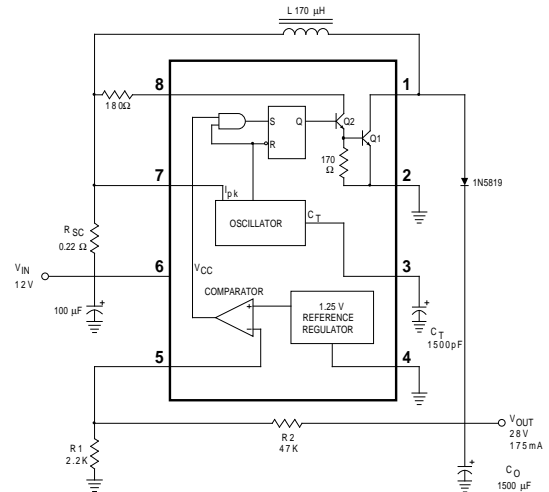 L 170 µH
8
1
180Ω
S
Q
Q2
Q1
R
170
Ω
1N5819
7
2
Ipk
OSCILLATOR
CT
RSC
0.22 Ω
VIN
12V
6
VCC
3
100 µF
COMPARATOR
+
−
1.25 V
REFERENCE
REGULATOR
+
+
CT
1500pF
5
4
R1
2.2K
R2
47K
VOUT
28V
175mA
+
CO
1500 µF